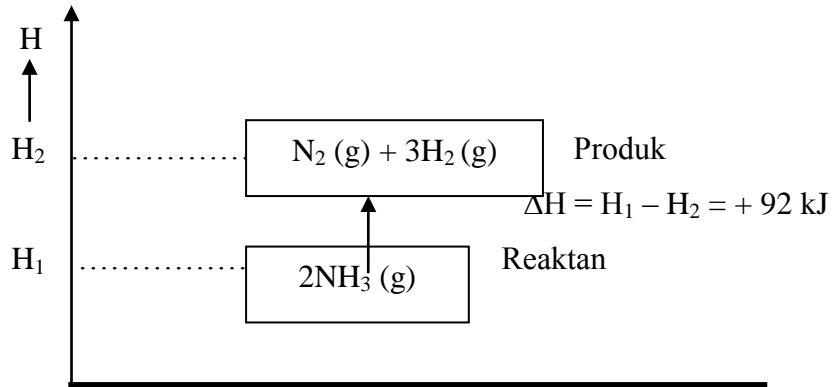 H
H₂
N₂ (g) + 3H₂ (g)
Produk
ΔH = H₁ – H₂ = + 92 kJ
H₁
2NH₃ (g)
Reaktan